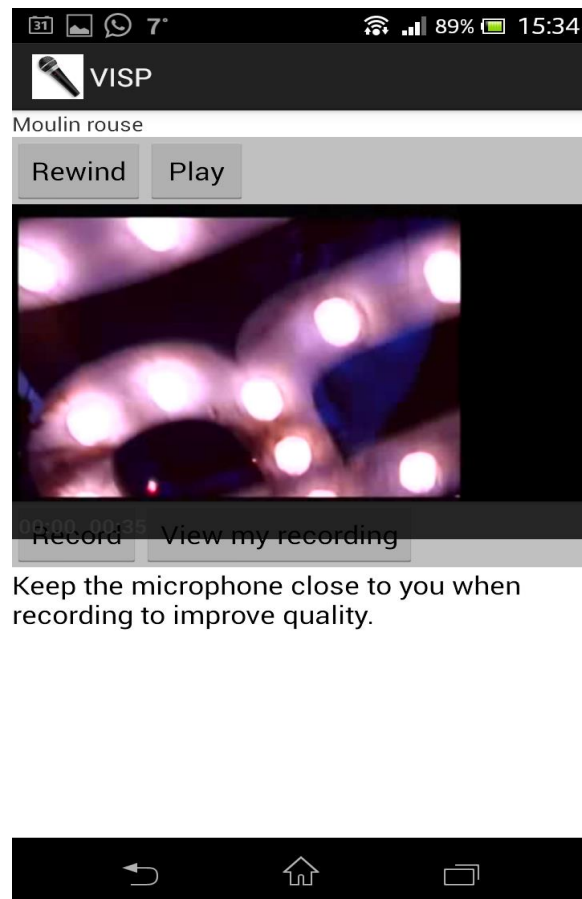 31 7° 89% 15:34
VISP
Moulin rouse
Rewind Play
00:00 00:35
Record View my recording
Keep the microphone close to you when
recording to improve quality.